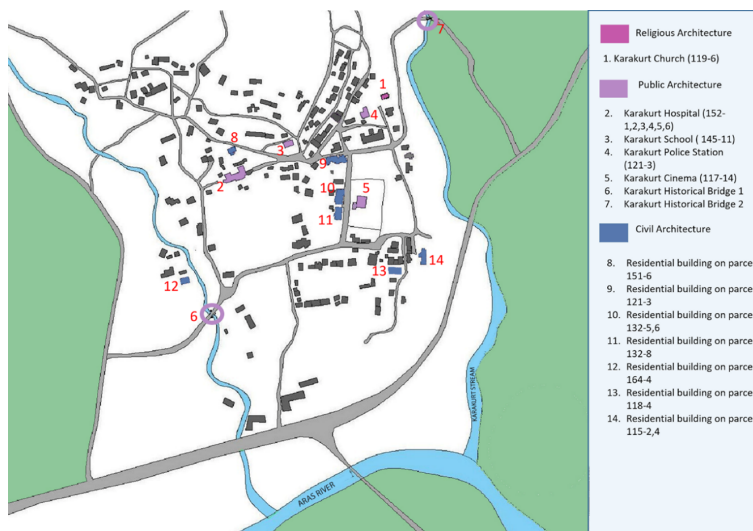 7
1
4
8
3
9
2
10
5
11
14
13
12
6
KARAKURT STREAM
ARAS RIVER
Religious Architecture
1. Karakurt Church (119-6)
Public Architecture
2. Karakurt Hospital (152-
1,2,3,4,5,6)
3. Karakurt School ( 145-11)
4. Karakurt Police Station
(121-3)
5. Karakurt Cinema (117-14)
6. Karakurt Historical Bridge 1
7. Karakurt Historical Bridge 2
Civil Architecture
8. Residential building on parce
151-6
9. Residential building on parce
121-3
10. Residential building on parce
132-5,6
11. Residential building on parce
132-8
12. Residential building on parce
164-4
13. Residential building on parce
118-4
14. Residential building on parce
115-2,4